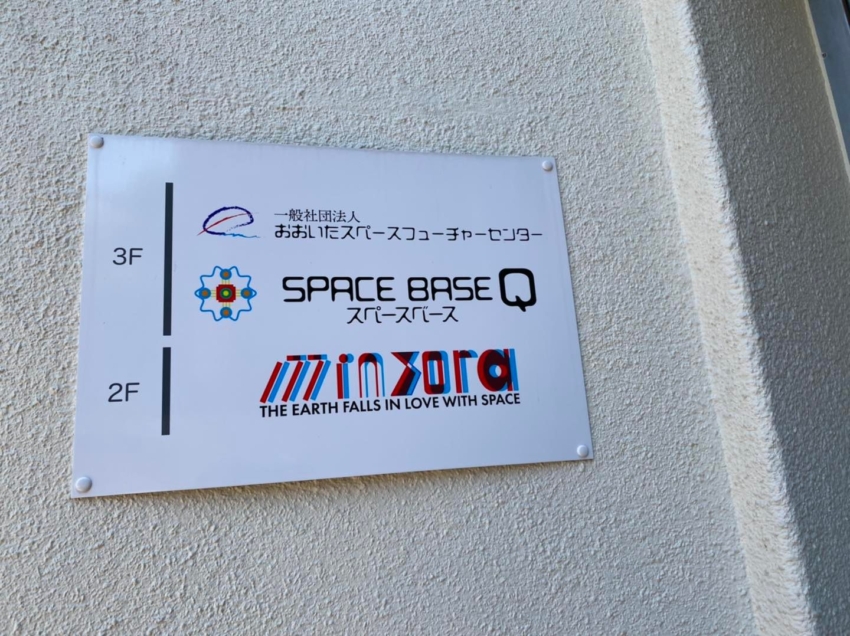 3F
一般社団法人
おおいたスペースフューチャーセンター
SPACE BASE Q
スペースベース
2F
minsora
THE EARTH FALLS IN LOVE WITH SPACE